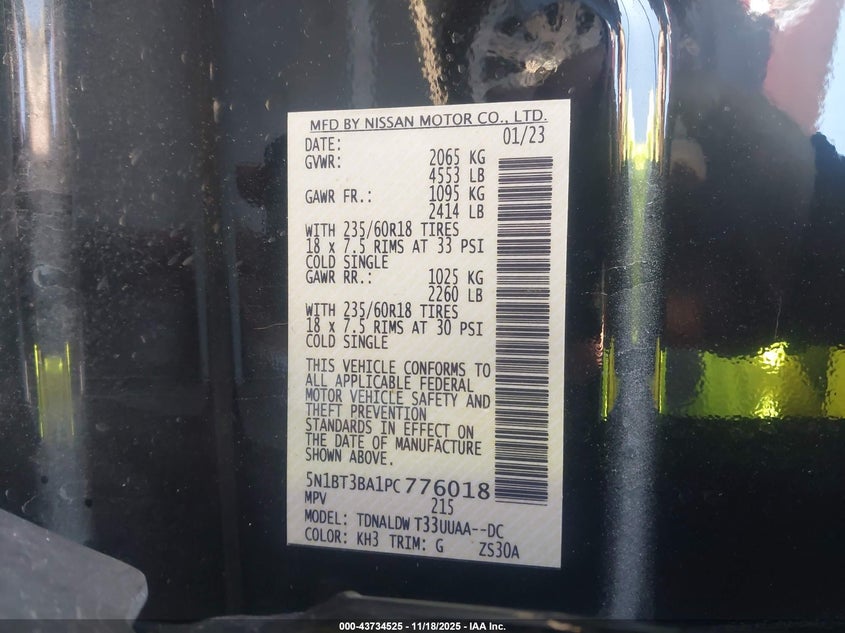 MFD BY NISSAN MOTOR CO., LTD.
DATE: 01/23
GVWR: 2065 KG
4553 LB
GAWR FR.: 1095 KG
2414 LB
WITH 235/60R18 TIRES
18 x 7.5 RIMS AT 33 PSI
COLD SINGLE
GAWR RR.: 1025 KG
2260 LB
WITH 235/60R18 TIRES
18 x 7.5 RIMS AT 30 PSI
COLD SINGLE
THIS VEHICLE CONFORMS TO
ALL APPLICABLE FEDERAL
MOTOR VEHICLE SAFETY AND
THEFT PREVENTION
STANDARDS IN EFFECT ON
THE DATE OF MANUFACTURE
SHOWN ABOVE.
5N1BT3BA1PC776018
MPV 215
MODEL: TDNALDW T33UUAA--DC
COLOR: KH3 TRIM: G ZS30A
000-43734525 - 11/18/2025 - IAA Inc.